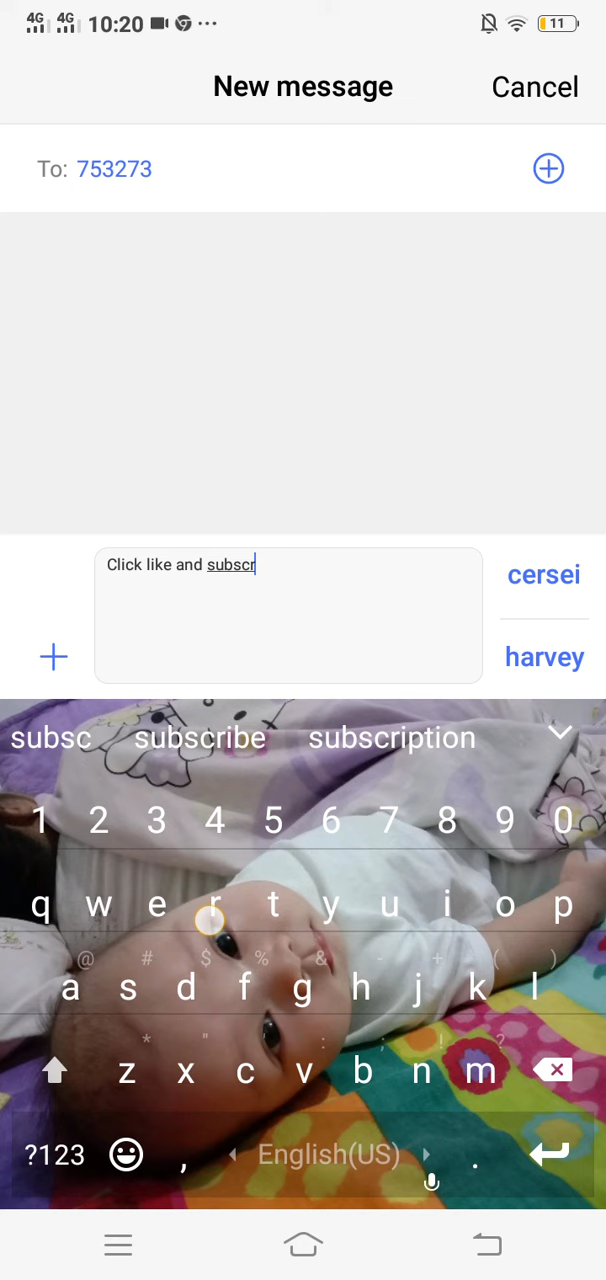 4G 4G 10:20 ... 11
New message Cancel
To: 753273
Click like and subscr
cersei
harvey
subsc subscribe subscription
1 2 3 4 5 6 7 8 9 0
q w e r t y u i o p
@ # $ % & - + ( )
a s d f g h j k l
* " : ; ! ?
z x c v b n m
?123 , English(US) .